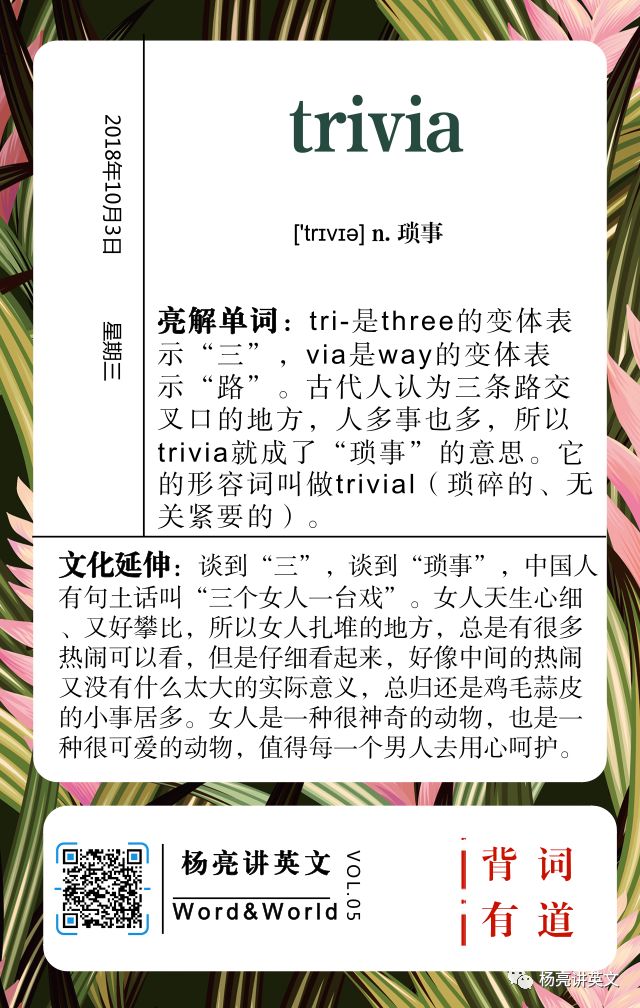 2018年10月3日
星期三
trivia
['trɪvɪə] n. 琐事
亮解单词：tri-是three的变体表
示“三”，via是way的变体表
示“路”。古代人认为三条路交
叉口的地方，人多事也多，所以
trivia就成了“琐事”的意思。它
的形容词叫做trivial（琐碎的、无
关紧要的）。
文化延伸：谈到“三”，谈到“琐事”，中国人
有句土话叫“三个女人一台戏”。女人天生心细
、又好攀比，所以女人扎堆的地方，总是有很多
热闹可以看，但是仔细看起来，好像中间的热闹
又没有什么太大的实际意义，总归还是鸡毛蒜皮
的小事居多。女人是一种很神奇的动物，也是一
种很可爱的动物，值得每一个男人去用心呵护。
杨亮讲英文
Word&World
VOL.05
背词
有道
杨亮讲英文